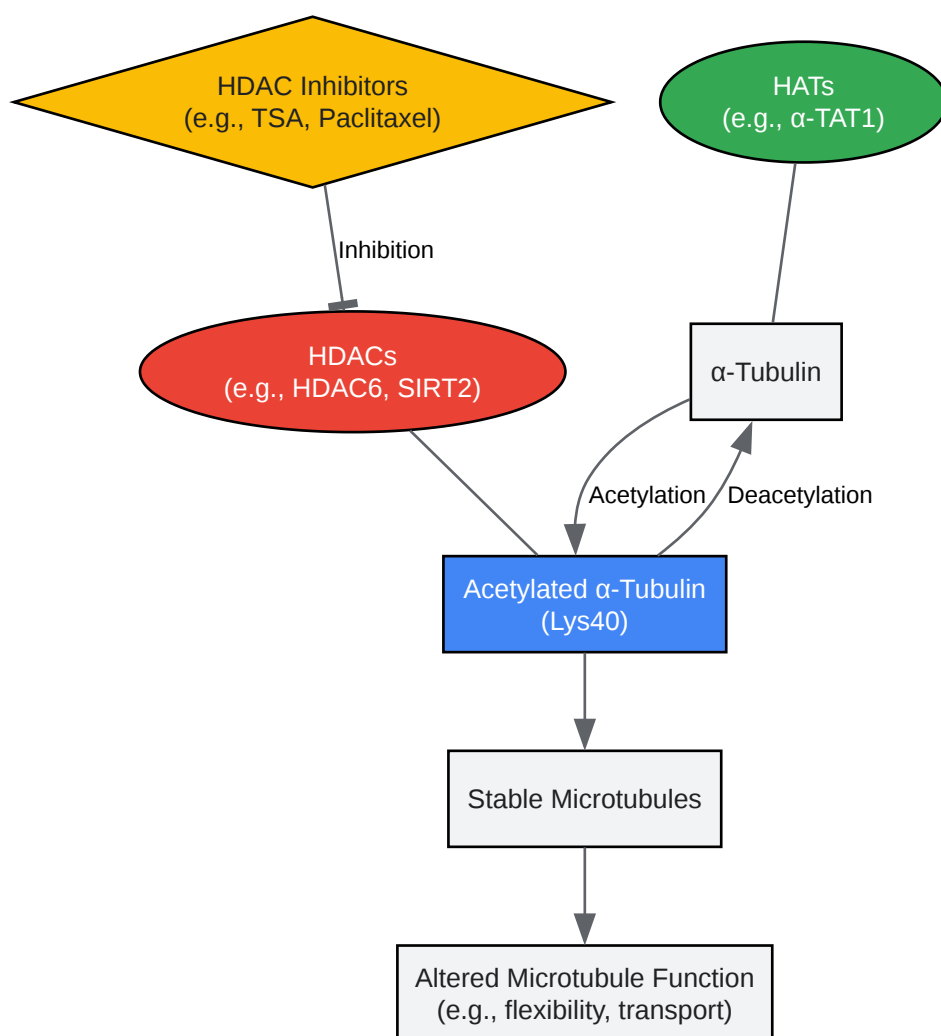 HDAC Inhibitors
(e.g., TSA, Paclitaxel)
HATs
(e.g., α-TAT1)
Inhibition
HDACs
(e.g., HDAC6, SIRT2)
α-Tubulin
Acetylation
Deacetylation
Acetylated α-Tubulin
(Lys40)
Stable Microtubules
Altered Microtubule Function
(e.g., flexibility, transport)